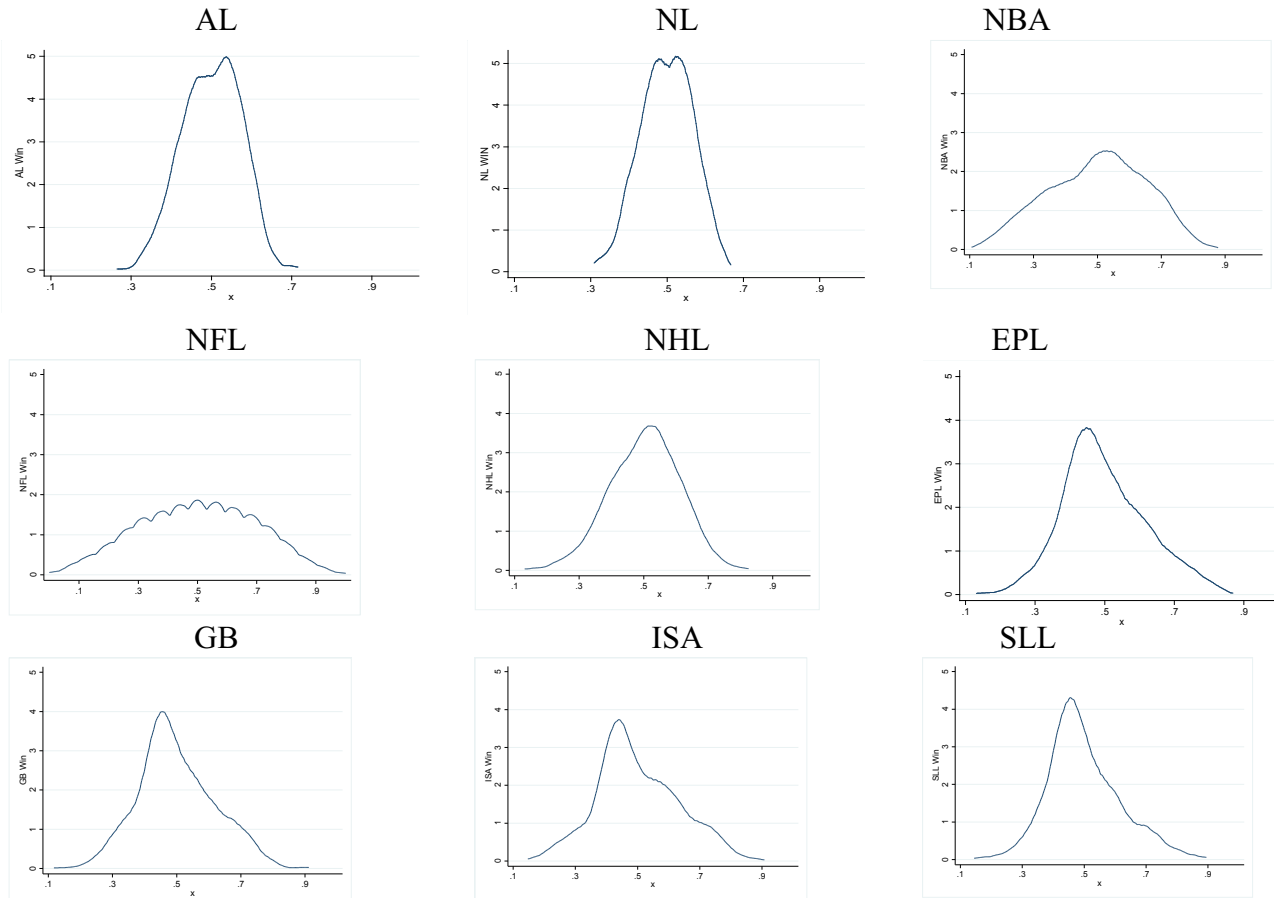 AL
NL
NBA
AL Win
0 1 2 3 4 5
.1 .3 .5 .7 .9
x
NL WIN
0 1 2 3 4 5
.1 .3 .5 .7 .9
x
NBA Win
0 1 2 3 4 5
.1 .3 .5 .7 .9
x
NFL
NHL
EPL
NFL Win
0 1 2 3 4 5
.1 .3 .5 .7 .9
x
NHL Win
0 1 2 3 4 5
.1 .3 .5 .7 .9
x
EPL Win
0 1 2 3 4 5
.1 .3 .5 .7 .9
x
GB
ISA
SLL
GB Win
0 1 2 3 4 5
.1 .3 .5 .7 .9
x
ISA Win
0 1 2 3 4 5
.1 .3 .5 .7 .9
x
SLL Win
0 1 2 3 4 5
.1 .3 .5 .7 .9
x